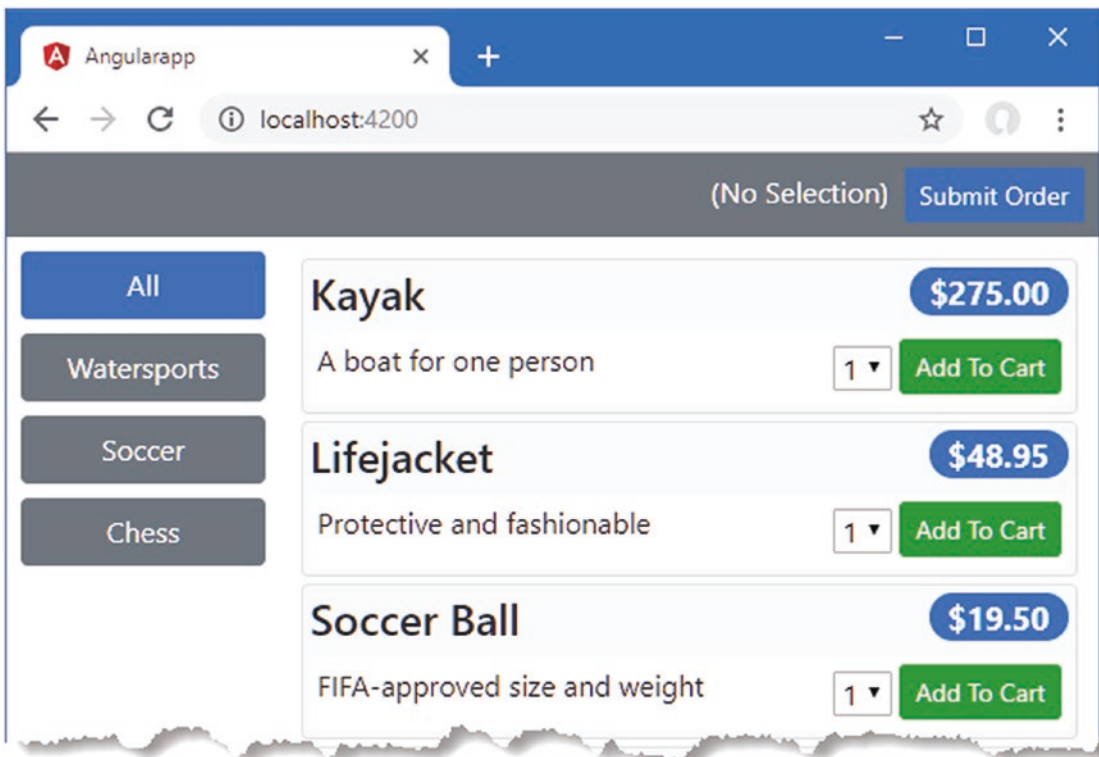 Angularapp
localhost:4200
(No Selection) Submit Order
All
Kayak $275.00
Watersports
A boat for one person 1 Add To Cart
Soccer
Lifejacket $48.95
Chess
Protective and fashionable 1 Add To Cart
Soccer Ball $19.50
FIFA-approved size and weight 1 Add To Cart